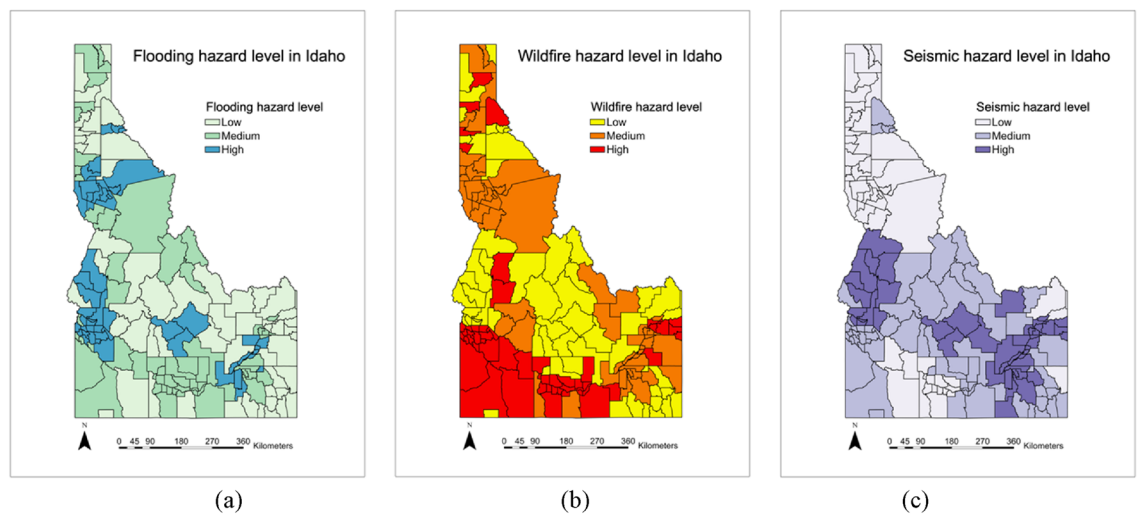 Flooding hazard level in Idaho
Flooding hazard level
Low
Medium
High
N
0 45 90 180 270 360 Kilometers
(a)
Wildfire hazard level in Idaho
Wildfire hazard level
Low
Medium
High
N
0 45 90 180 270 360 Kilometers
(b)
Seismic hazard level in Idaho
Seismic hazard level
Low
Medium
High
N
0 45 90 180 270 360 Kilometers
(c)